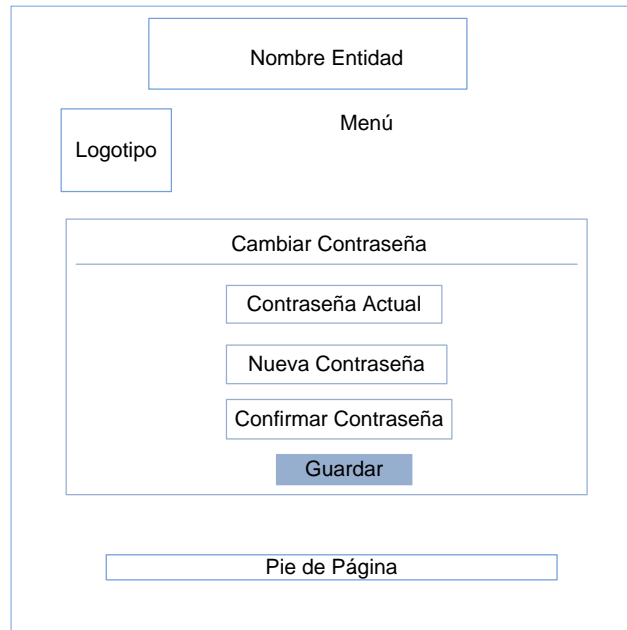 Nombre Entidad
Menú
Logotipo
Cambiar Contraseña
Contraseña Actual
Nueva Contraseña
Confirmar Contraseña
Guardar
Pie de Página